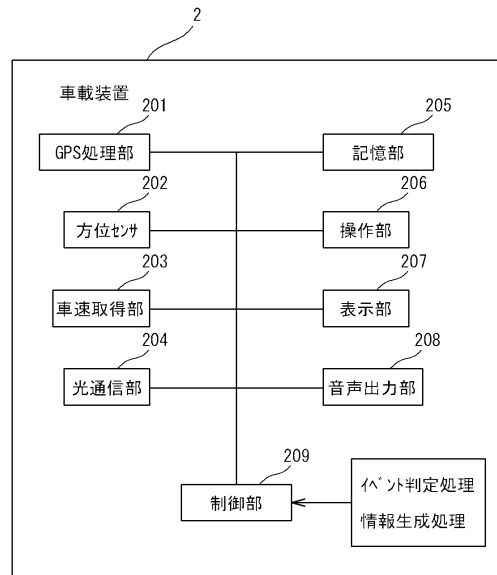 2
車載装置
201
GPS処理部
205
記憶部
202
方位ｾﾝｻ
206
操作部
203
車速取得部
207
表示部
204
光通信部
208
音声出力部
209
制御部
ｲﾍﾞﾝﾄ判定処理
情報生成処理